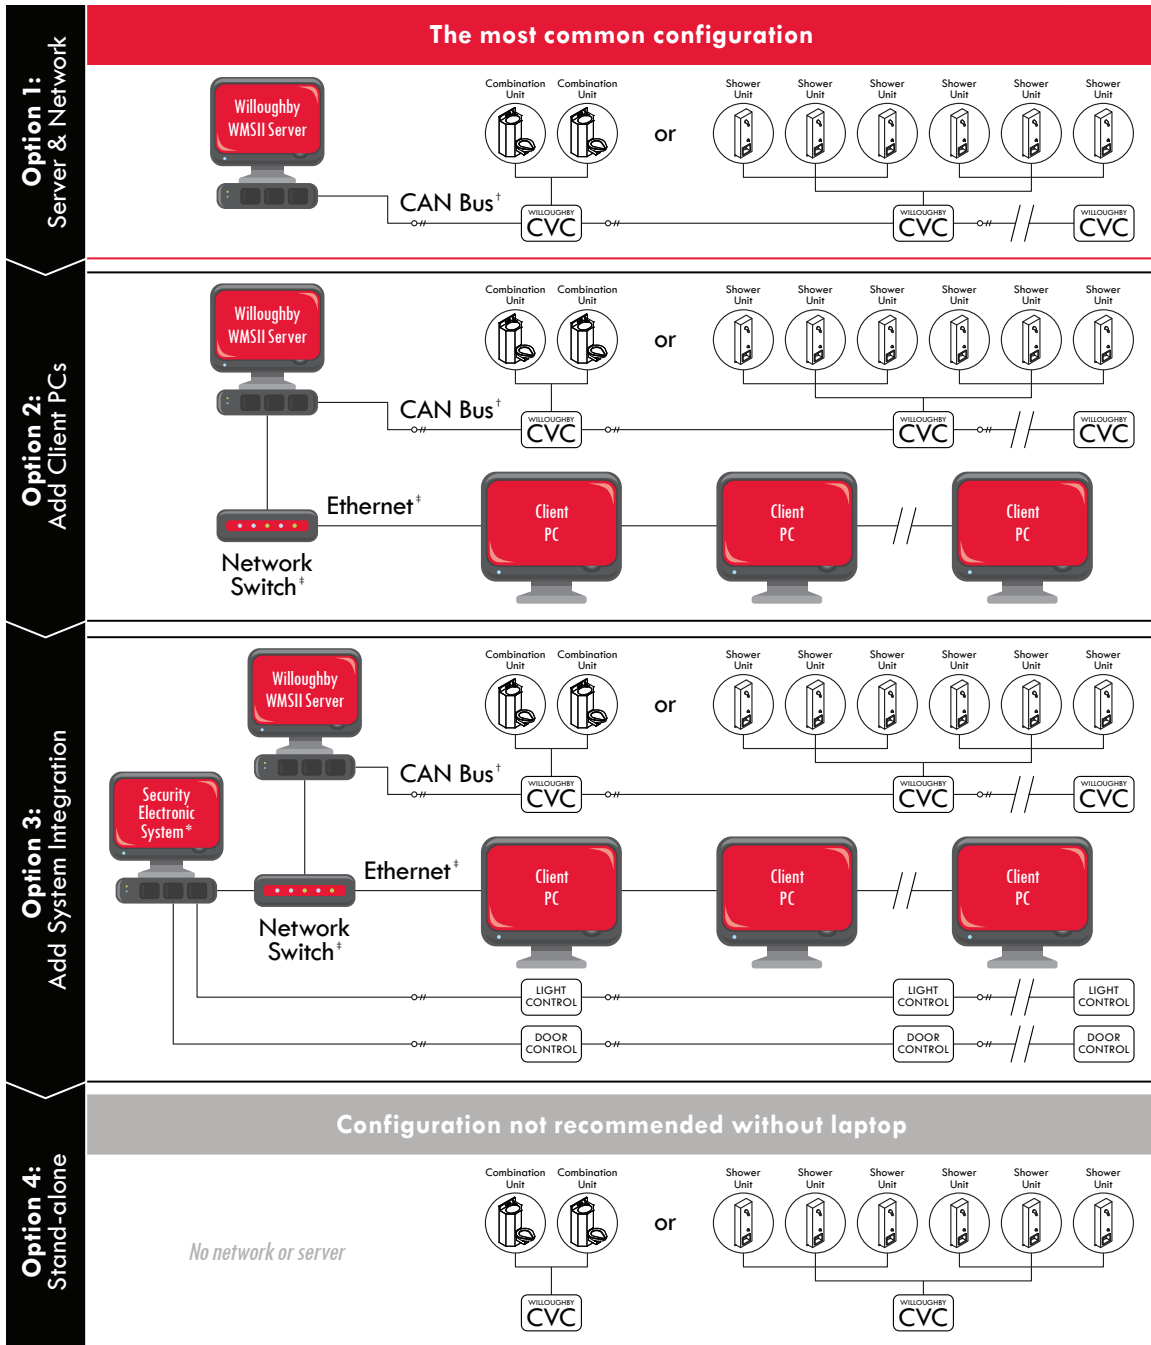 The most common configuration
Option 1:
Server & Network
Willoughby
WMSII Server
Combination
Unit
Combination
Unit
or
Shower
Unit
Shower
Unit
Shower
Unit
Shower
Unit
Shower
Unit
Shower
Unit
CAN Bus†
WILLOUGHBY
CVC
WILLOUGHBY
CVC
WILLOUGHBY
CVC
Option 2:
Add Client PCs
Willoughby
WMSII Server
Combination
Unit
Combination
Unit
or
Shower
Unit
Shower
Unit
Shower
Unit
Shower
Unit
Shower
Unit
Shower
Unit
CAN Bus†
WILLOUGHBY
CVC
WILLOUGHBY
CVC
WILLOUGHBY
CVC
Ethernet‡
Network
Switch‡
Client
PC
Client
PC
Client
PC
Option 3:
Add System Integration
Willoughby
WMSII Server
Combination
Unit
Combination
Unit
or
Shower
Unit
Shower
Unit
Shower
Unit
Shower
Unit
Shower
Unit
Shower
Unit
CAN Bus†
WILLOUGHBY
CVC
WILLOUGHBY
CVC
WILLOUGHBY
CVC
Security
Electronic
System*
Ethernet‡
Network
Switch‡
Client
PC
Client
PC
Client
PC
LIGHT
CONTROL
LIGHT
CONTROL
LIGHT
CONTROL
DOOR
CONTROL
DOOR
CONTROL
DOOR
CONTROL
Configuration not recommended without laptop
Option 4:
Stand-alone
No network or server
Combination
Unit
Combination
Unit
or
Shower
Unit
Shower
Unit
Shower
Unit
Shower
Unit
Shower
Unit
Shower
Unit
WILLOUGHBY
CVC
WILLOUGHBY
CVC